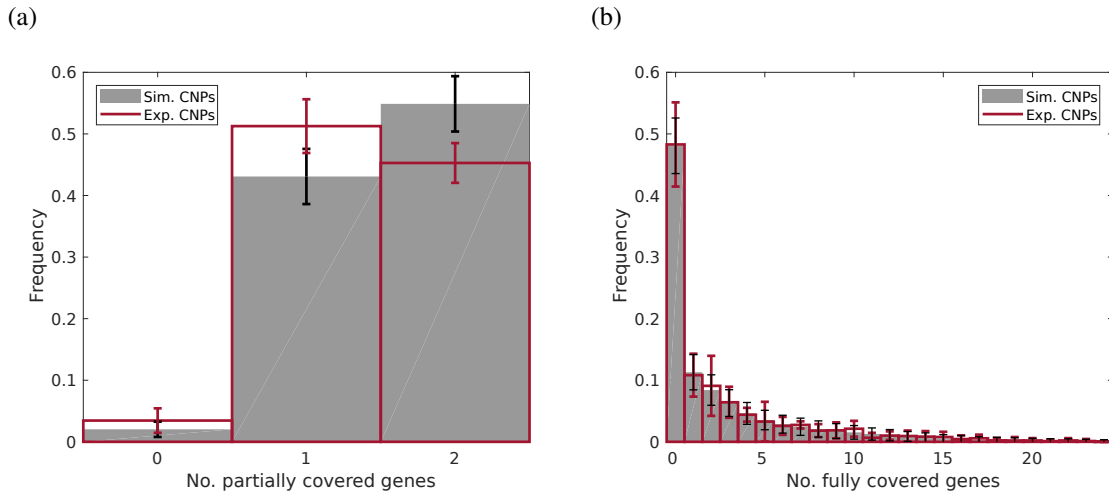 (a)
(b)
0.6
0.5
0.4
0.3
0.2
0.1
0
Frequency
Sim. CNPs
Exp. CNPs
0 1 2
No. partially covered genes
0.6
0.5
0.4
0.3
0.2
0.1
0
Frequency
Sim. CNPs
Exp. CNPs
0 5 10 15 20
No. fully covered genes